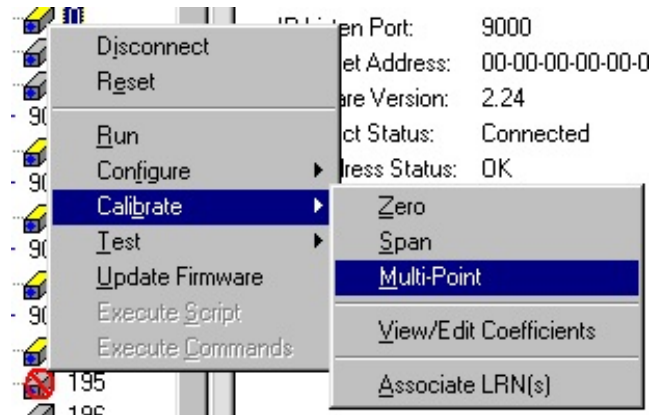 Listen Port: 9000
Address: 00-00-00-00-00-0
Version: 2.24
Status: Connected
Status: OK
Disconnect
Reset
Run
Configure
Calibrate
Test
Update Firmware
Execute Script
Execute Commands
Zero
Span
Multi-Point
View/Edit Coefficients
Associate LRN(s)
195
196